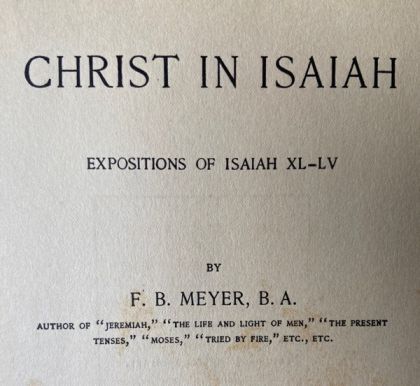 CHRIST IN ISAIAH
EXPOSITIONS OF ISAIAH XL–LV
BY
F. B. MEYER, B. A.
AUTHOR OF "JEREMIAH," "THE LIFE AND LIGHT OF MEN," "THE PRESENT
TENSES," "MOSES," "TRIED BY FIRE," ETC., ETC.